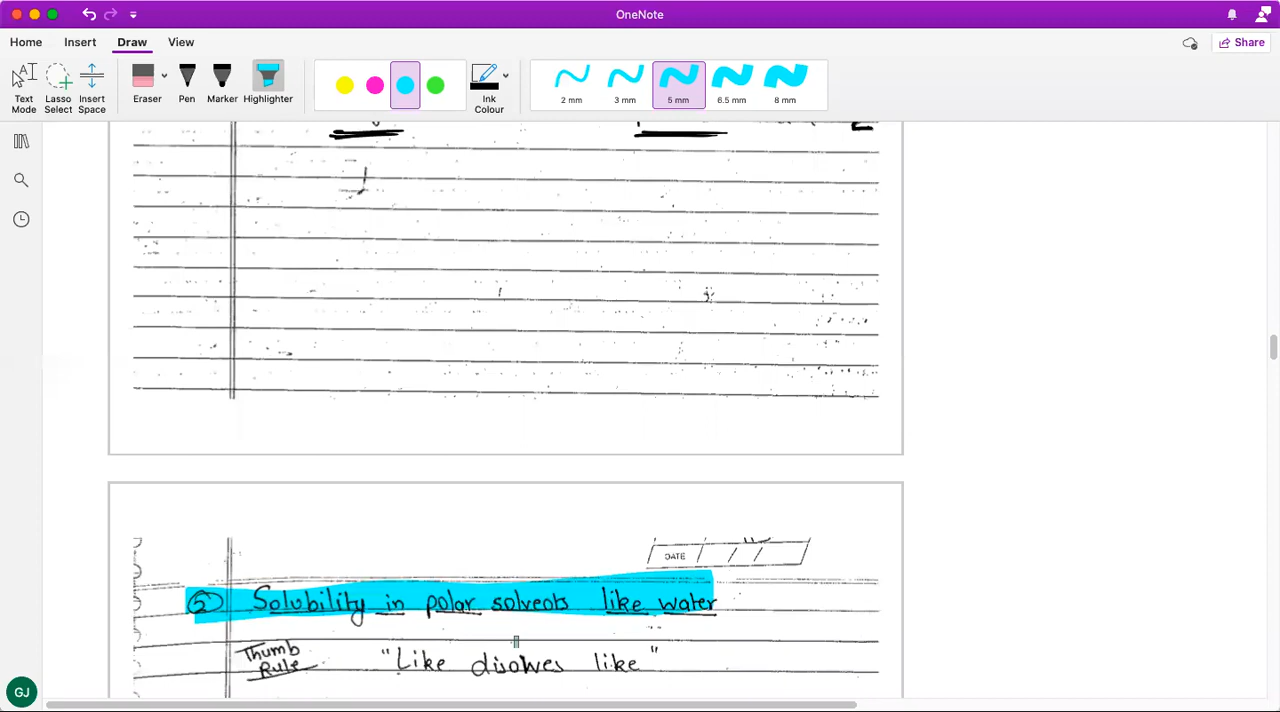 OneNote
Home Insert Draw View
Share
Text Mode
Lasso Select
Insert Space
Eraser
Pen
Marker
Highlighter
Ink Colour
2 mm
3 mm
5 mm
6.5 mm
8 mm
DATE
② Solubility in polar solvents like water
Thumb Rule "Like disolves like"
GJ